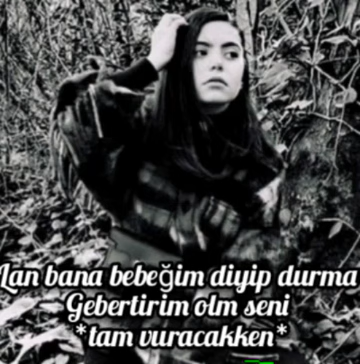 Lan bana bebeğim diyip durma
Gebertirim olm seni
*tam vuracakken*